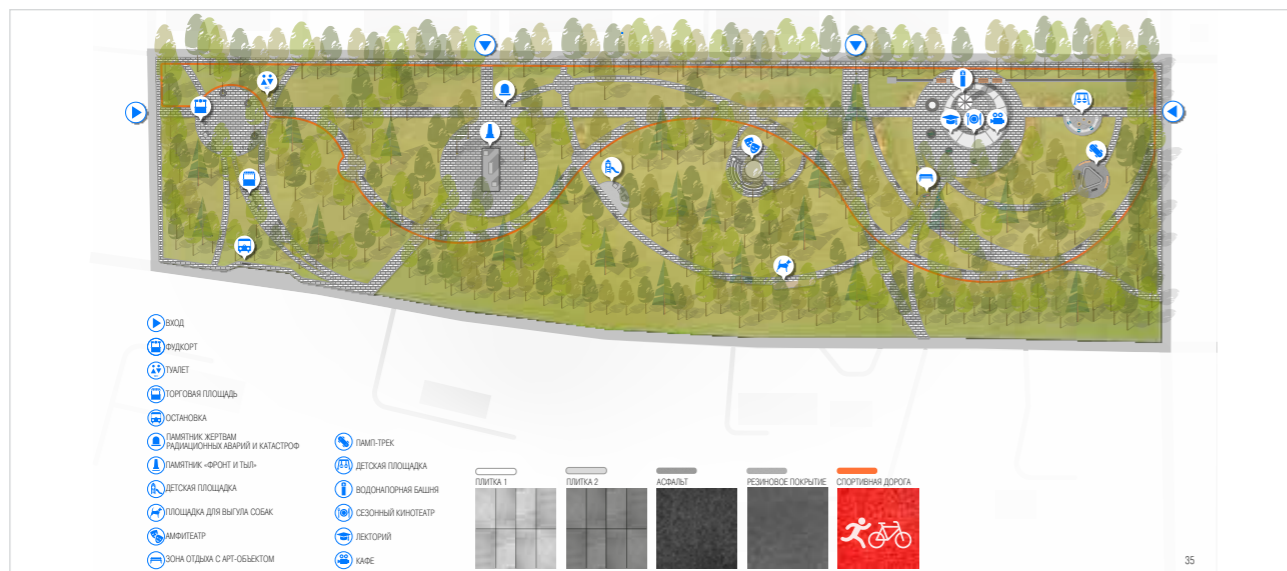 ВХОД
ФУДКОРТ
ТУАЛЕТ
ТОРГОВАЯ ПЛОЩАДЬ
ОСТАНОВКА
ПАМЯТНИК ЖЕРТВАМ
РАДИАЦИОННЫХ АВАРИЙ И КАТАСТРОФ
ПАМЯТНИК «ФРОНТ И ТЫЛ»
ДЕТСКАЯ ПЛОЩАДКА
ПЛОЩАДКА ДЛЯ ВЫГУЛА СОБАК
АМФИТЕАТР
ЗОНА ОТДЫХА С АРТ-ОБЪЕКТОМ
ПАМП-ТРЕК
ДЕТСКАЯ ПЛОЩАДКА
ВОДОНАПОРНАЯ БАШНЯ
СЕЗОННЫЙ КИНОТЕАТР
ЛЕКТОРИЙ
КАФЕ
ПЛИТКА 1
ПЛИТКА 2
АСФАЛЬТ
РЕЗИНОВОЕ ПОКРЫТИЕ
СПОРТИВНАЯ ДОРОГА
35